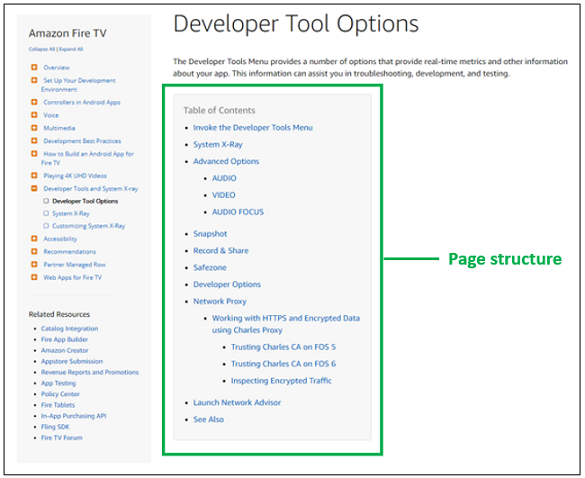 Amazon Fire TV
Collapse All | Expand All
Overview
Set Up Your Development
Environment
Controllers in Android Apps
Voice
Multimedia
Development Best Practices
How to Build an Android App for
Fire TV
Playing 4K UHD Videos
Developer Tools and System X-ray
Developer Tool Options
System X-Ray
Customizing System X-Ray
Accessibility
Recommendations
Partner Managed Row
Web Apps for Fire TV
Related Resources
Catalog Integration
Fire App Builder
Amazon Creator
Appstore Submission
Revenue Reports and Promotions
App Testing
Policy Center
Fire Tablets
In-App Purchasing API
Fling SDK
Fire TV Forum
Developer Tool Options
The Developer Tools Menu provides a number of options that provide real-time metrics and other information
about your app. This information can assist you in troubleshooting, development, and testing.
Table of Contents
Invoke the Developer Tools Menu
System X-Ray
Advanced Options
AUDIO
VIDEO
AUDIO FOCUS
Snapshot
Record & Share
Safezone
Developer Options
Network Proxy
Working with HTTPS and Encrypted Data
using Charles Proxy
Trusting Charles CA on FOS 5
Trusting Charles CA on FOS 6
Inspecting Encrypted Traffic
Launch Network Advisor
See Also
Page structure